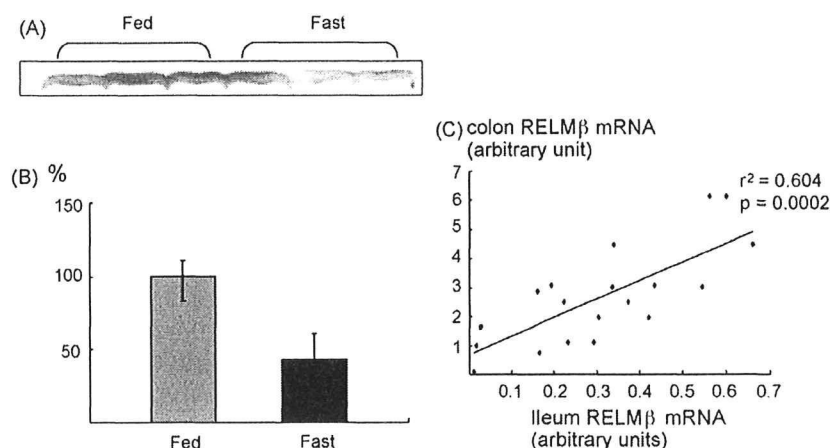 (A)
Fed Fast
(B) %
150
100
50
Fed Fast
(C) colon RELMβ mRNA
(arbitrary unit)
7
6
5
4
3
2
1
r² = 0.604
p = 0.0002
0.1 0.2 0.3 0.4 0.5 0.6 0.7
Ileum RELMβ mRNA
(arbitrary units)